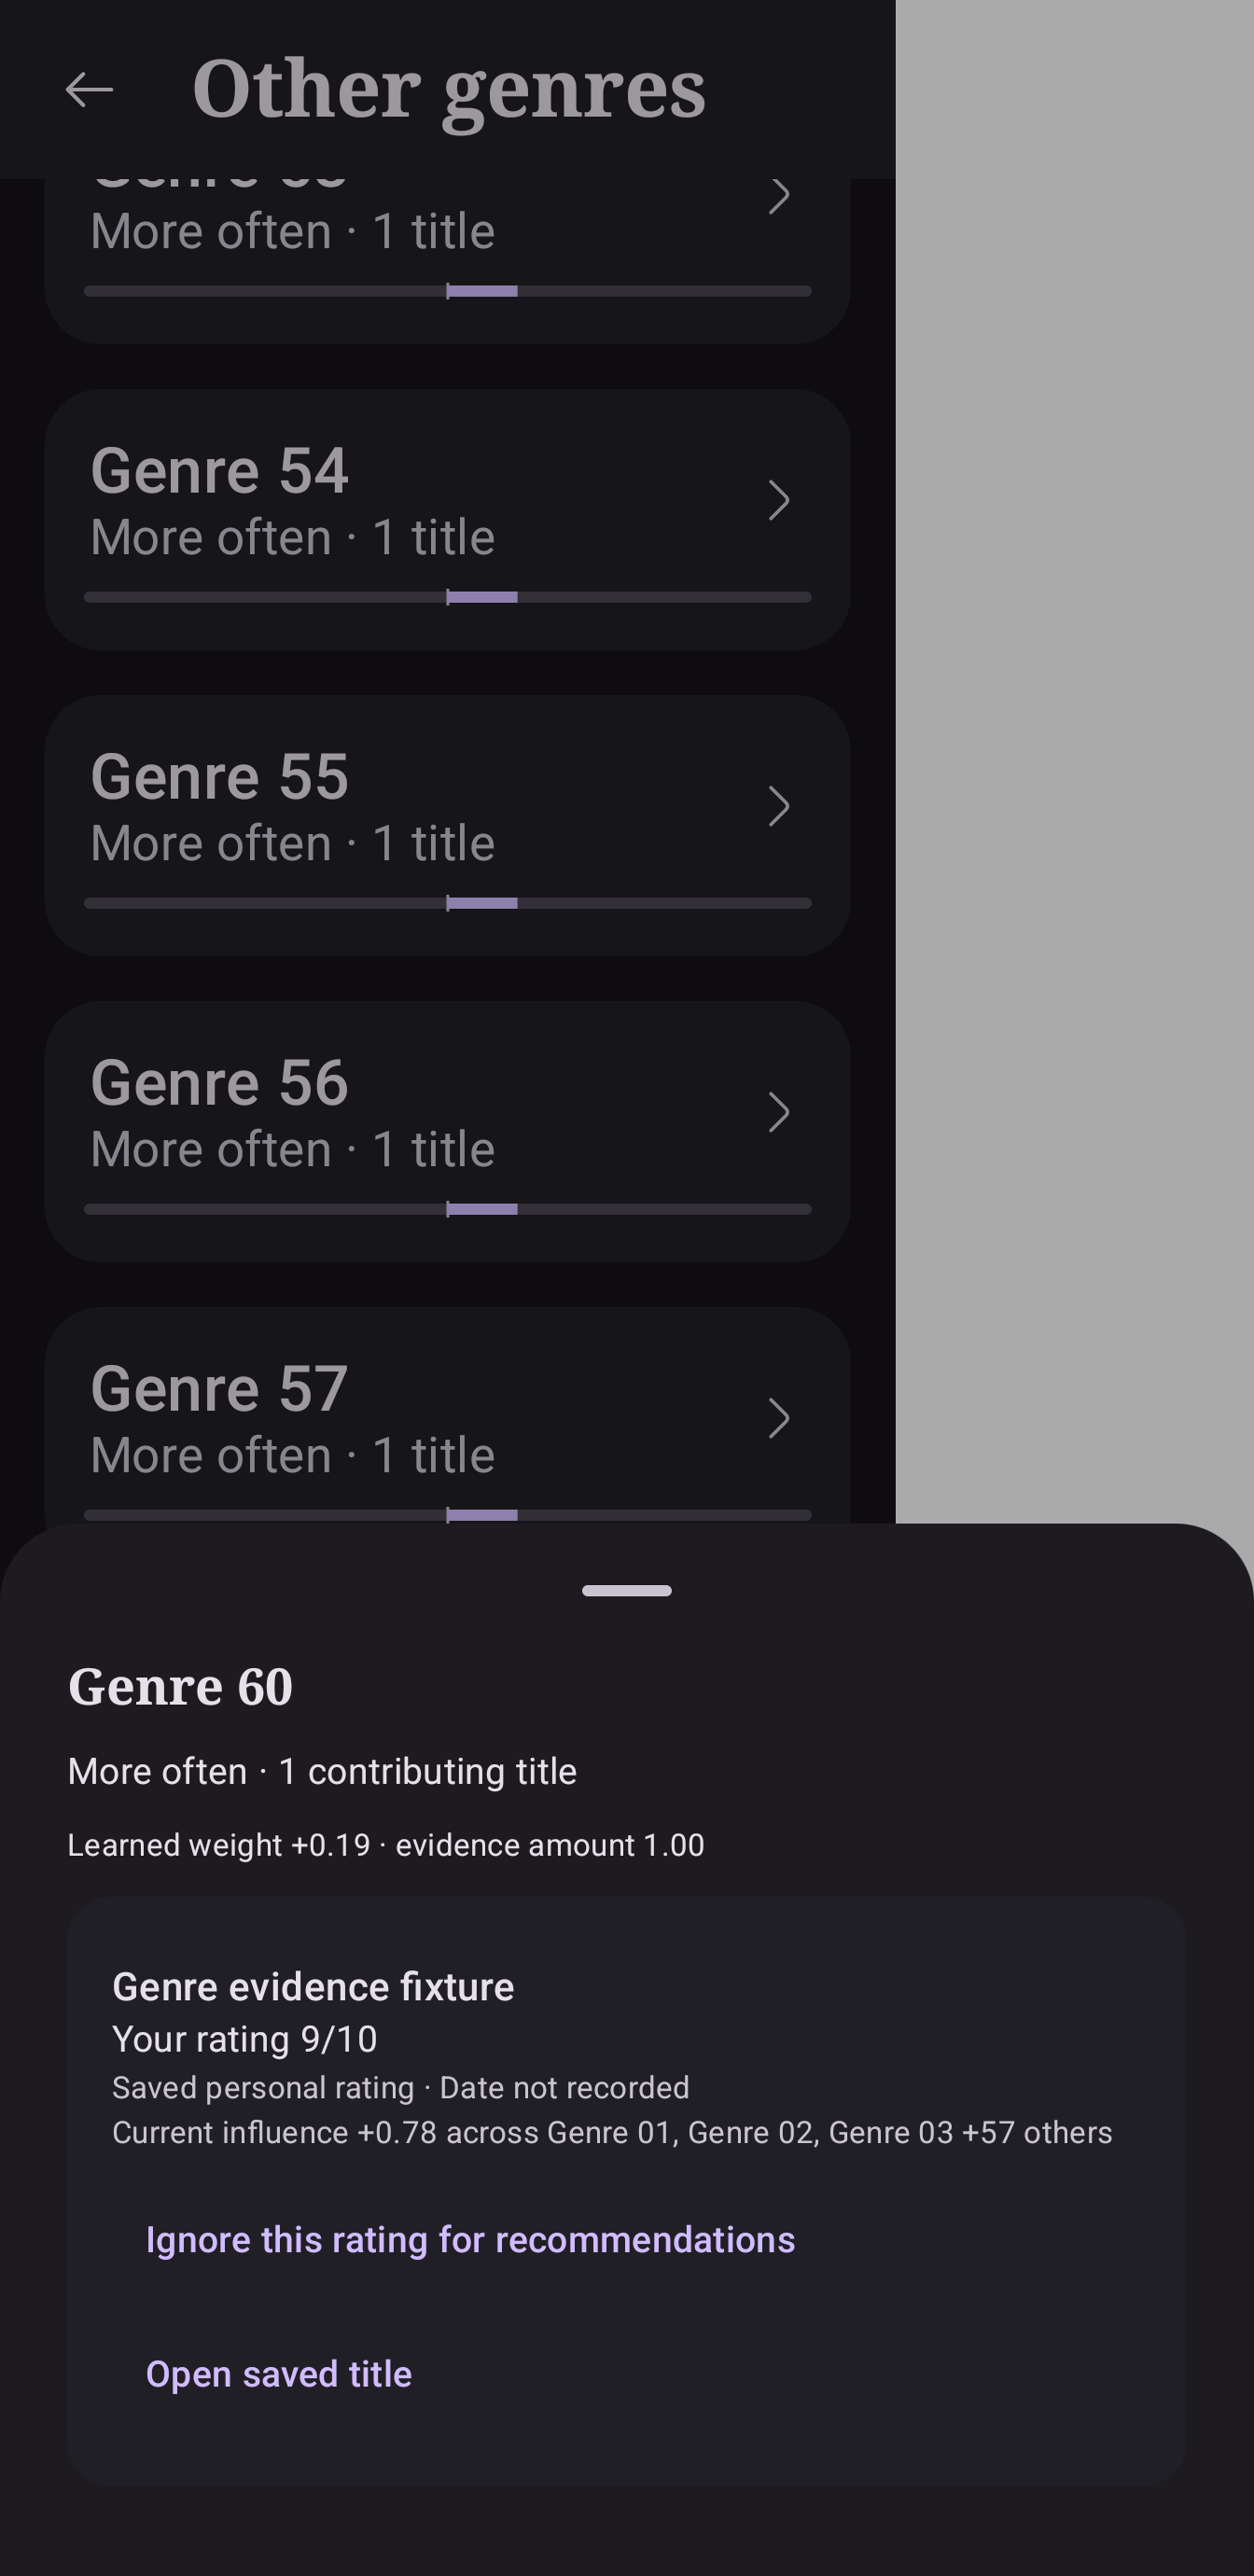 Other genres
More often · 1 title
Genre 54
More often · 1 title
Genre 55
More often · 1 title
Genre 56
More often · 1 title
Genre 57
More often · 1 title
Genre 60
More often · 1 contributing title
Learned weight +0.19 · evidence amount 1.00
Genre evidence fixture
Your rating 9/10
Saved personal rating · Date not recorded
Current influence +0.78 across Genre 01, Genre 02, Genre 03 +57 others
Ignore this rating for recommendations
Open saved title